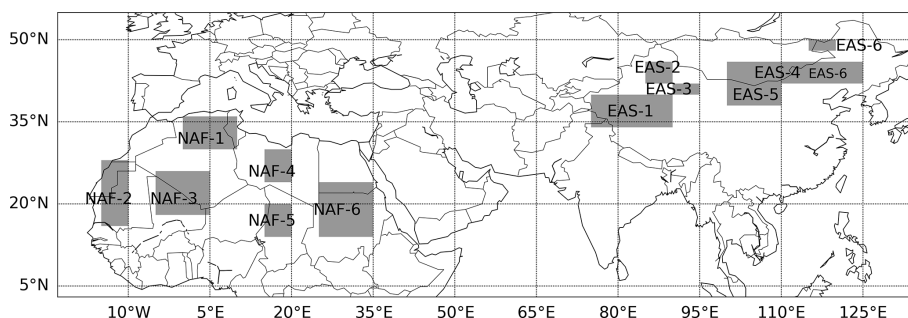 50°N
EAS-6
EAS-2
EAS-4
EAS-6
EAS-3
EAS-5
EAS-1
35°N
NAF-1
NAF-4
NAF-2
NAF-3
NAF-6
20°N
NAF-5
5°N
10°W 5°E 20°E 35°E 50°E 65°E 80°E 95°E 110°E 125°E